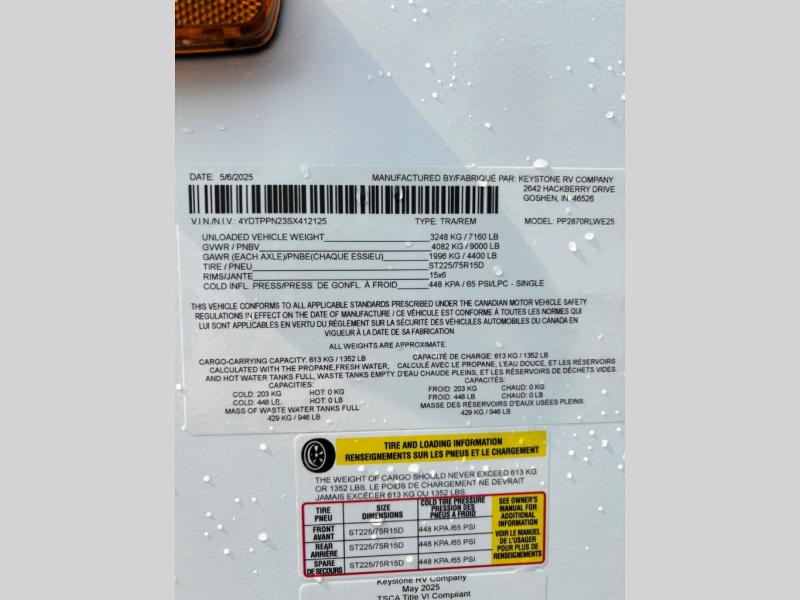 DATE: 5/6/2025
MANUFACTURED BY/FABRIQUÉ PAR: KEYSTONE RV COMPANY
2642 HACKBERRY DRIVE
GOSHEN, IN 46526
V.I.N./N.I.V.: 4YDTPPN23SX412125 TYPE: TRA/REM MODEL: PP2870RLWE25
UNLOADED VEHICLE WEIGHT 3248 KG / 7160 LB
GVWR / PNBV 4082 KG / 9000 LB
GAWR (EACH AXLE)/PNBE(CHAQUE ESSIEU) 1996 KG / 4400 LB
TIRE / PNEU ST225/75R15D
RIMS/JANTE 15x6
COLD INFL. PRESS/PRESS. DE GONFL. À FROID 448 KPA / 65 PSI/LPC - SINGLE
THIS VEHICLE CONFORMS TO ALL APPLICABLE STANDARDS PRESCRIBED UNDER THE CANADIAN MOTOR VEHICLE SAFETY
REGULATIONS IN EFFECT ON THE DATE OF MANUFACTURE / CE VÉHICULE EST CONFORME À TOUTES LES NORMES QUI
LUI SONT APPLICABLES EN VERTU DU RÉGLEMENT SUR LA SÉCURITÉ DES VÉHICULES AUTOMOBILES DU CANADA EN
VIGUEUR À LA DATE DE SA FABRICATION.
ALL WEIGHTS ARE APPROXIMATE.
CARGO-CARRYING CAPACITY: 613 KG / 1352 LB
CALCULATED WITH THE PROPANE,FRESH WATER,
AND HOT WATER TANKS FULL, WASTE TANKS EMPTY.
CAPACITIES:
COLD: 203 KG HOT: 0 KG
COLD: 448 LB HOT: 0 LB
MASS OF WASTE WATER TANKS FULL:
429 KG / 946 LB
CAPACITÉ DE CHARGE: 613 KG / 1352 LB
CALCULÉ AVEC LE PROPANE, L'EAU DOUCE, ET LES RÉSERVOIRS
D'EAU CHAUDE PLEINS, ET LES RÉSERVOIRS DE DÉCHETS VIDES.
CAPACITÉS:
FROID: 203 KG CHAUD: 0 KG
FROID: 448 LB CHAUD: 0 LB
MASSE DES RÉSERVOIRS D'EAUX USÉES PLEINS:
429 KG / 946 LB
TIRE AND LOADING INFORMATION
RENSEIGNEMENTS SUR LES PNEUS ET LE CHARGEMENT
THE WEIGHT OF CARGO SHOULD NEVER EXCEED 613 KG
OR 1352 LBS. LE POIDS DE CHARGEMENT NE DEVRAIT
JAMAIS EXCÉDER 613 KG OU 1352 LBS.
TIRE
PNEU
SIZE
DIMENSIONS
COLD TIRE PRESSURE
PRESSION DES
PNEUS A FROID
FRONT
AVANT
ST225/75R15D 448 KPA /65 PSI
REAR
ARRIÈRE
ST225/75R15D 448 KPA /65 PSI
SPARE
DE SECOURS
ST225/75R15D 448 KPA /65 PSI
SEE OWNER'S
MANUAL FOR
ADDITIONAL
INFORMATION
VOIR LE MANUEL
DE L'USAGER
POUR PLUS DE
RENSEIGNEMENTS
Keystone RV Company
May 2025
TSCA Title VI Compliant